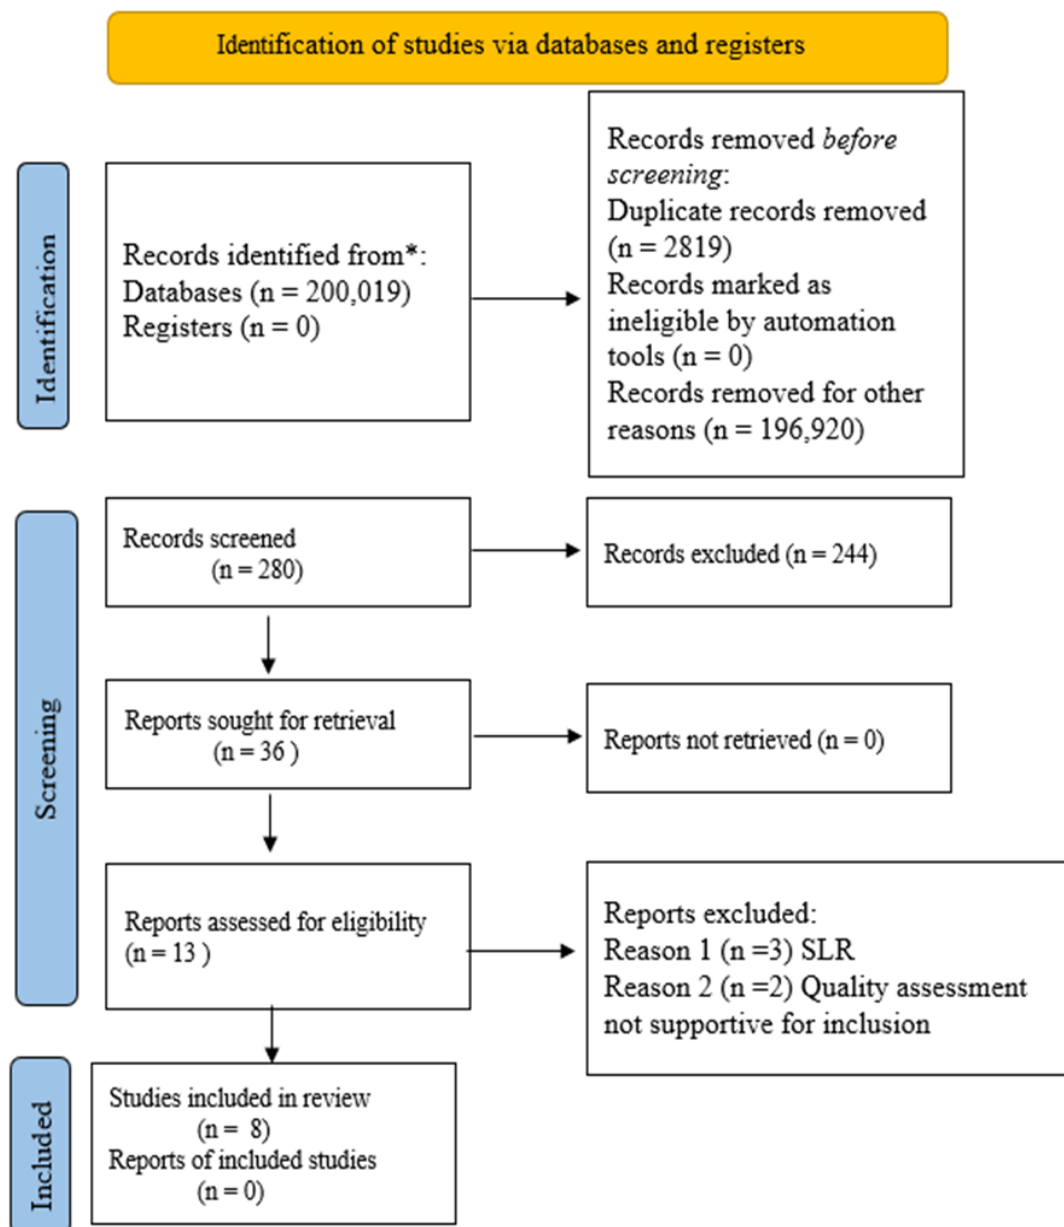 Identification of studies via databases and registers
Identification
Records identified from*:
Databases (n = 200,019)
Registers (n = 0)
Records removed before
screening:
Duplicate records removed
(n = 2819)
Records marked as
ineligible by automation
tools (n = 0)
Records removed for other
reasons (n = 196,920)
Screening
Records screened
(n = 280)
Records excluded (n = 244)
Reports sought for retrieval
(n = 36 )
Reports not retrieved (n = 0)
Reports assessed for eligibility
(n = 13 )
Reports excluded:
Reason 1 (n =3) SLR
Reason 2 (n =2) Quality assessment
not supportive for inclusion
Included
Studies included in review
(n = 8)
Reports of included studies
(n = 0)